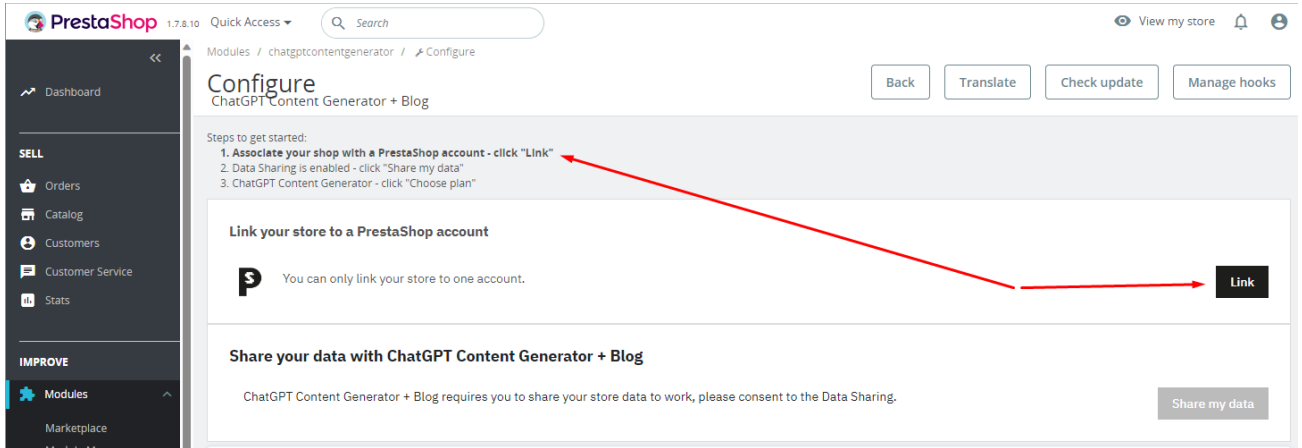 PrestaShop 1.7.8.10 Quick Access Search View my store
Modules / chatgptcontentgenerator / Configure
Configure
ChatGPT Content Generator + Blog
Back Translate Check update Manage hooks
Dashboard
SELL
Orders
Catalog
Customers
Customer Service
Stats
IMPROVE
Modules
Marketplace
Steps to get started:
1. Associate your shop with a PrestaShop account - click "Link"
2. Data Sharing is enabled - click "Share my data"
3. ChatGPT Content Generator - click "Choose plan"
Link your store to a PrestaShop account
You can only link your store to one account.
Link
Share your data with ChatGPT Content Generator + Blog
ChatGPT Content Generator + Blog requires you to share your store data to work, please consent to the Data Sharing.
Share my data